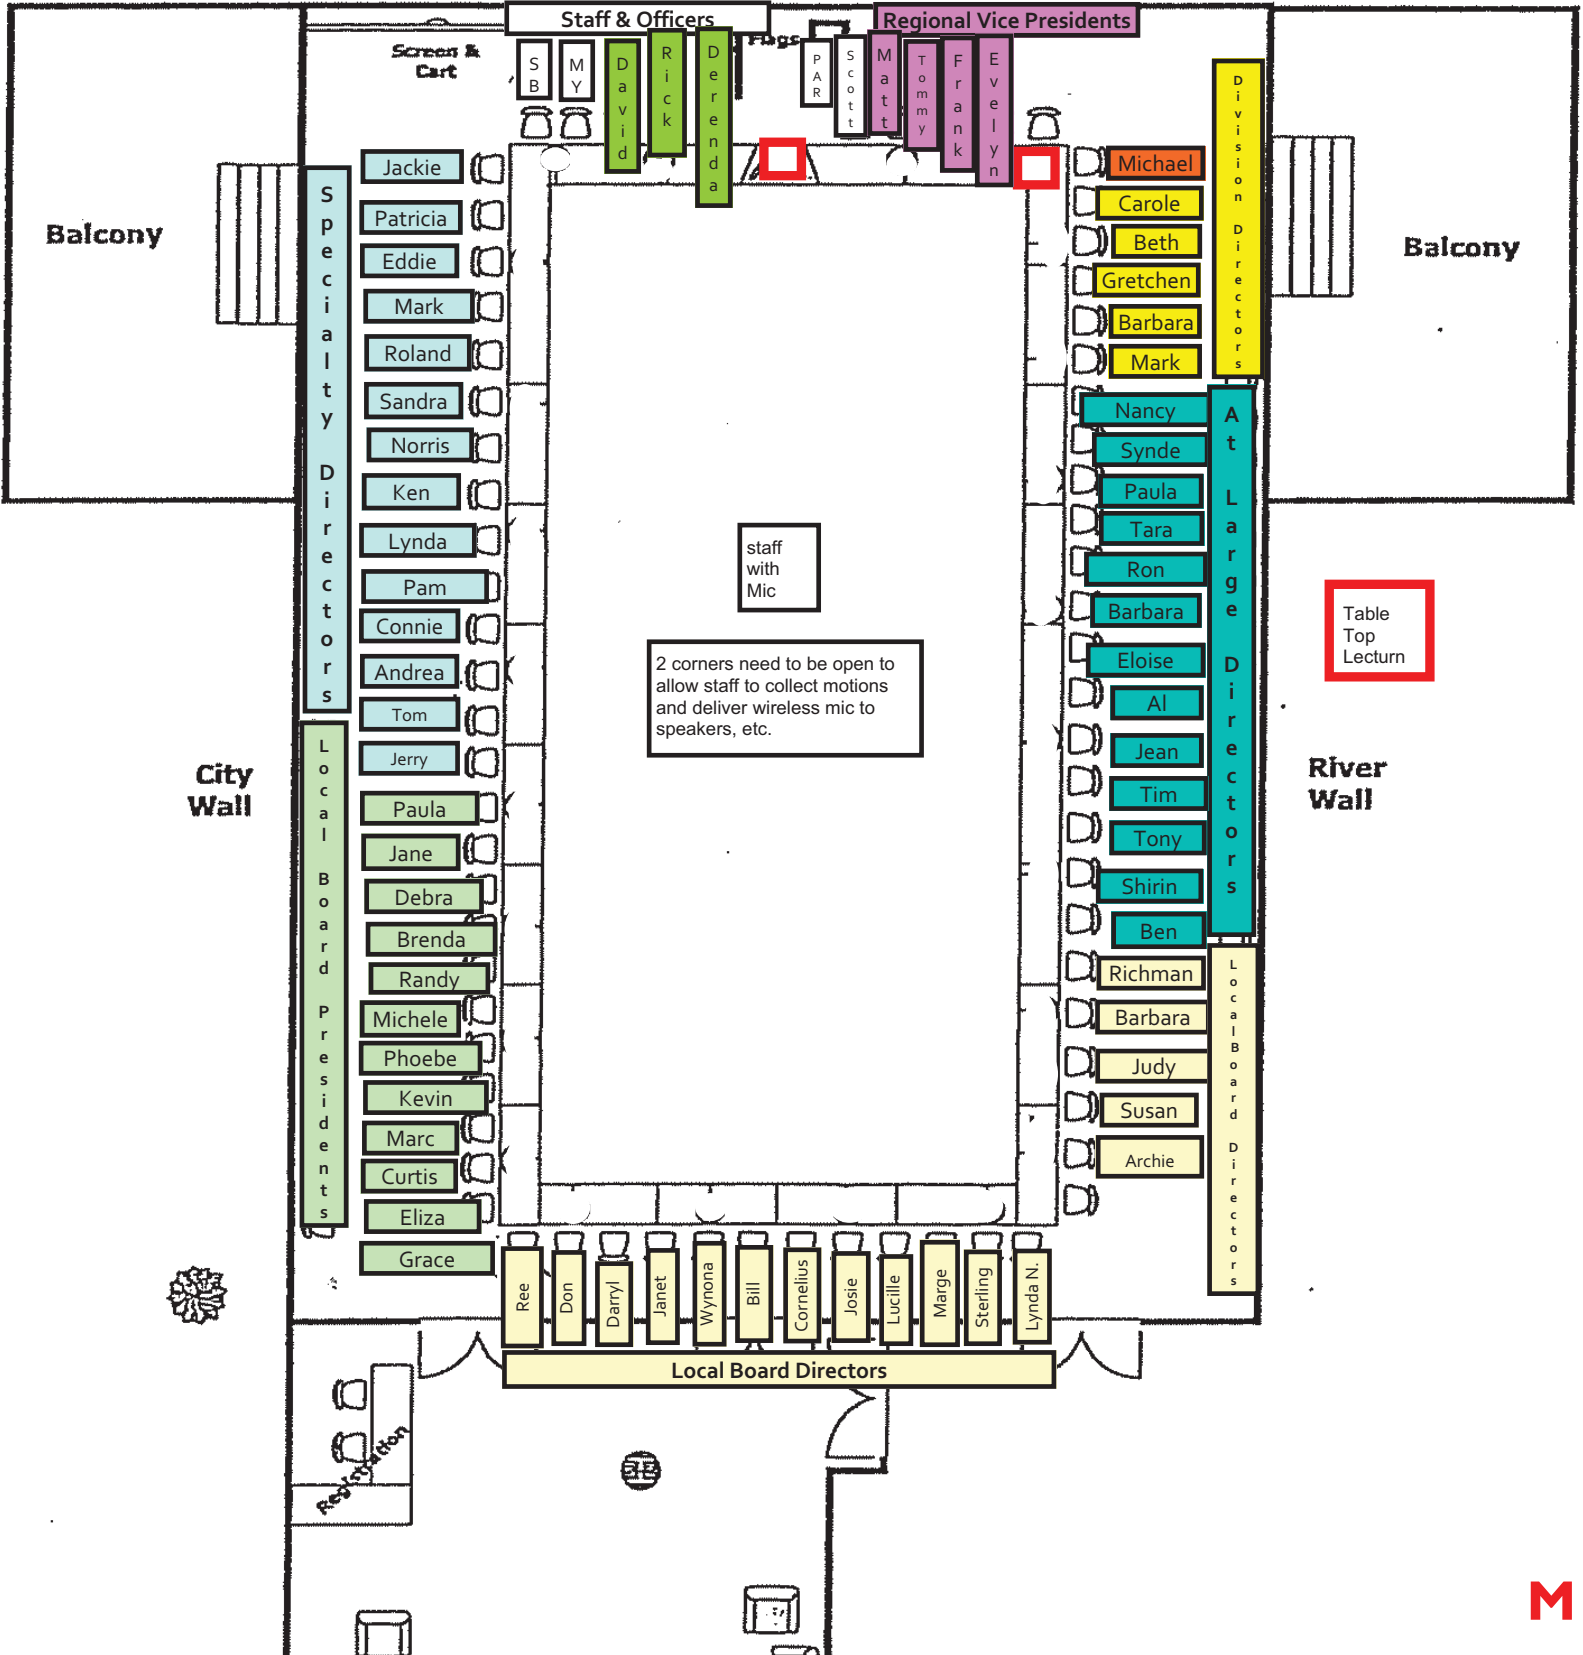 Staff & Officers
Regional Vice Presidents
Screen &
Cart
Flags
SB
MY
David
Rick
Derenda
PAR
Scott
Matt
Tommy
Frank
Evelyn
Balcony
Balcony
Specialty Directors
Jackie
Patricia
Eddie
Mark
Roland
Sandra
Norris
Ken
Lynda
Pam
Connie
Andrea
Tom
Jerry
City
Wall
Local Board Presidents
Paula
Jane
Debra
Brenda
Randy
Michele
Phoebe
Kevin
Marc
Curtis
Eliza
Grace
staff
with
Mic
2 corners need to be open to
allow staff to collect motions
and deliver wireless mic to
speakers, etc.
Division Directors
Michael
Carole
Beth
Gretchen
Barbara
Mark
At Large Directors
Nancy
Synde
Paula
Tara
Ron
Barbara
Eloise
Al
Jean
Tim
Tony
Shirin
Ben
Table
Top
Lecturn
River
Wall
Local Board Directors
Richman
Barbara
Judy
Susan
Archie
Ree
Don
Darryl
Janet
Wynona
Bill
Cornelius
Josie
Lucille
Marge
Sterling
Lynda N.
Local Board Directors
Registration
M